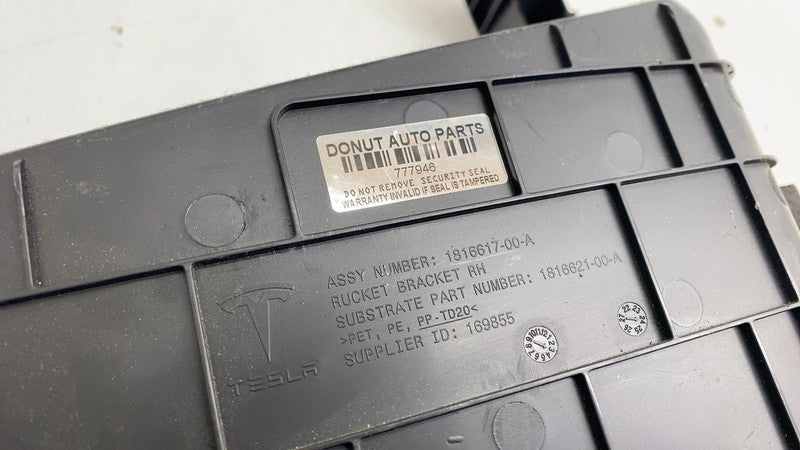 DONUT AUTO PARTS
777946
DO NOT REMOVE SECURITY SEAL
WARRANTY INVALID IF SEAL IS TAMPERED
ASSY NUMBER: 1816617-00-A
RUCKET BRACKET RH
SUBSTRATE PART NUMBER: 1816621-00-A
>PET, PE, PP-TD20<
SUPPLIER ID: 169855
TESLA